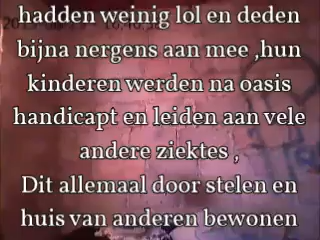 hadden weinig lol en deden
bijna nergens aan mee ,hun
kinderen werden na oasis
handicapt en leiden aan vele
andere ziektes ,
Dit allemaal door stelen en
huis van anderen bewonen